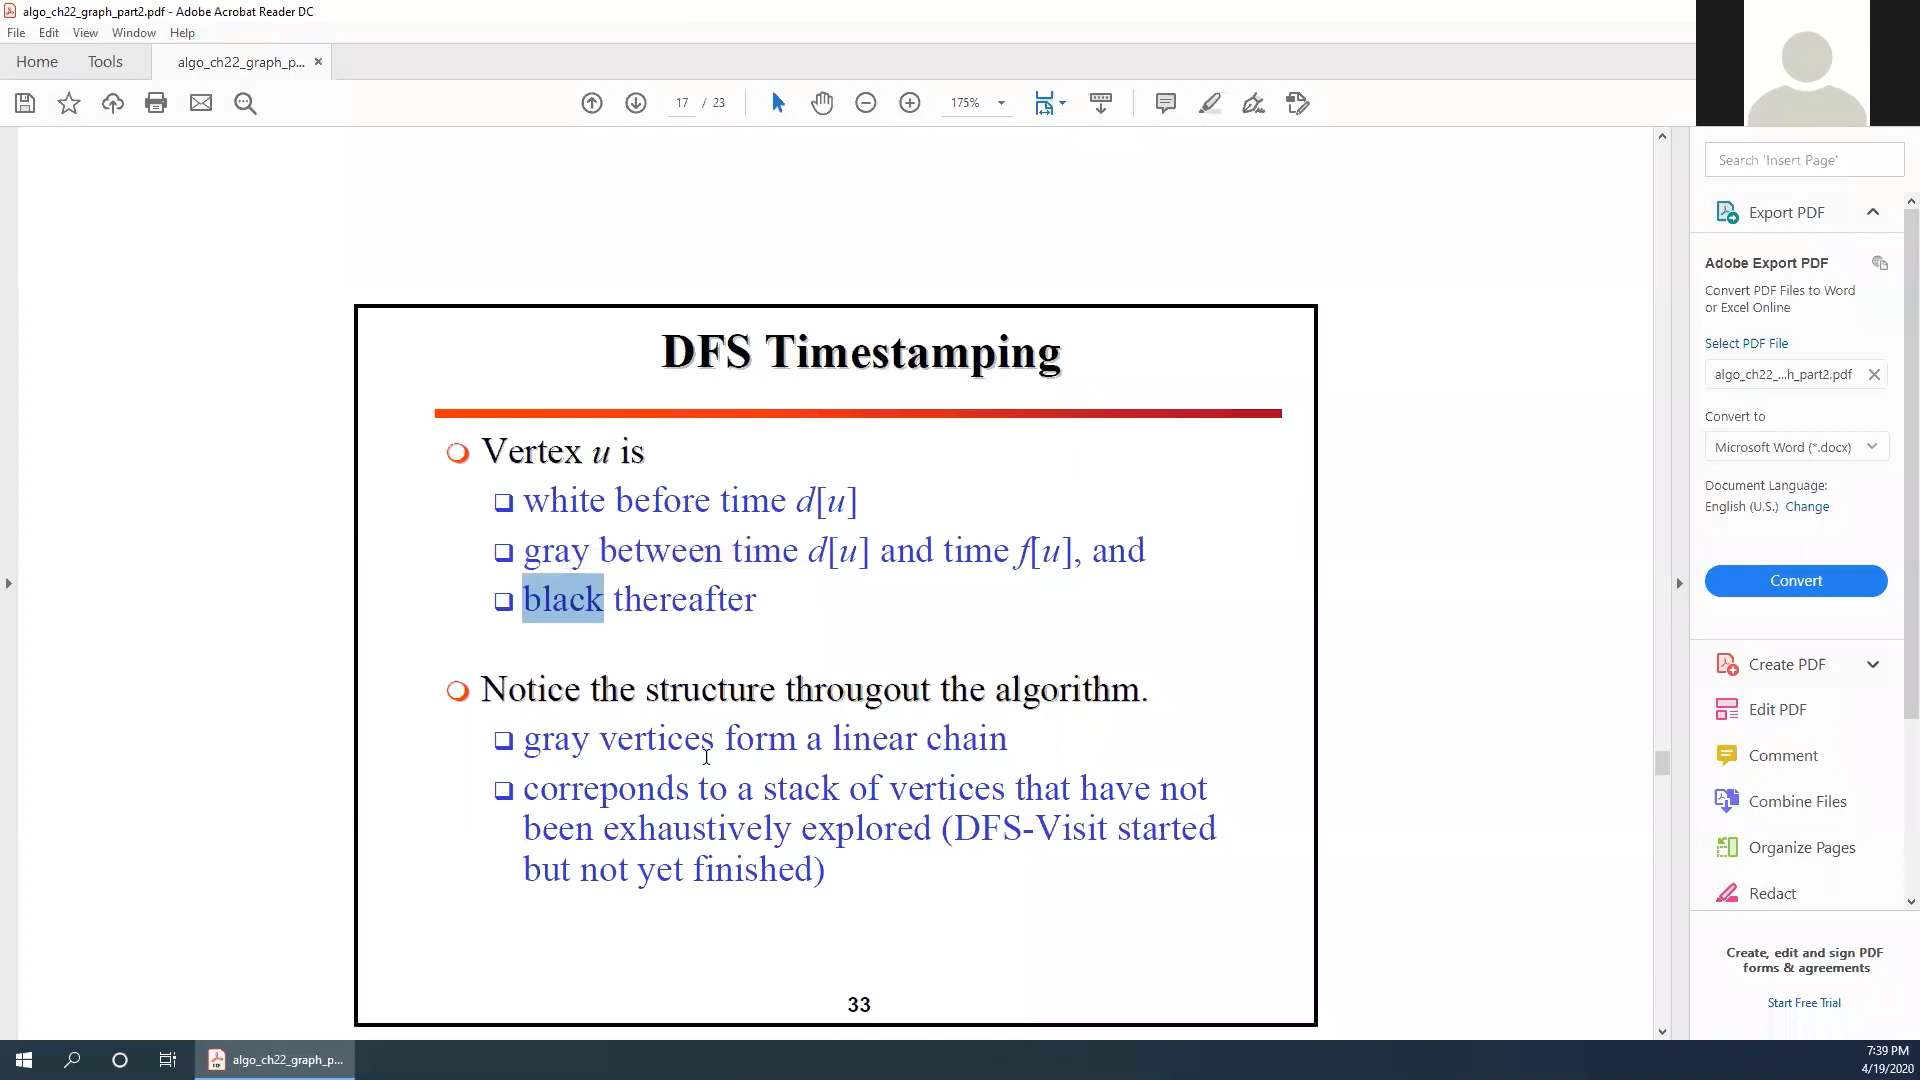 algo_ch22_graph_part2.pdf - Adobe Acrobat Reader DC
File Edit View Window Help
Home Tools algo_ch22_graph_p... ×
17 / 23 175%
DFS Timestamping
Vertex u is
white before time d[u]
gray between time d[u] and time f[u], and
black thereafter
Notice the structure througout the algorithm.
gray vertices form a linear chain
correponds to a stack of vertices that have not
been exhaustively explored (DFS-Visit started
but not yet finished)
33
Search 'Insert Page'
Export PDF
Adobe Export PDF
Convert PDF Files to Word
or Excel Online
Select PDF File
algo_ch22_...h_part2.pdf
Convert to
Microsoft Word (*.docx)
Document Language:
English (U.S.) Change
Convert
Create PDF
Edit PDF
Comment
Combine Files
Organize Pages
Redact
Create, edit and sign PDF
forms & agreements
Start Free Trial
algo_ch22_graph_p...
7:39 PM
4/19/2020